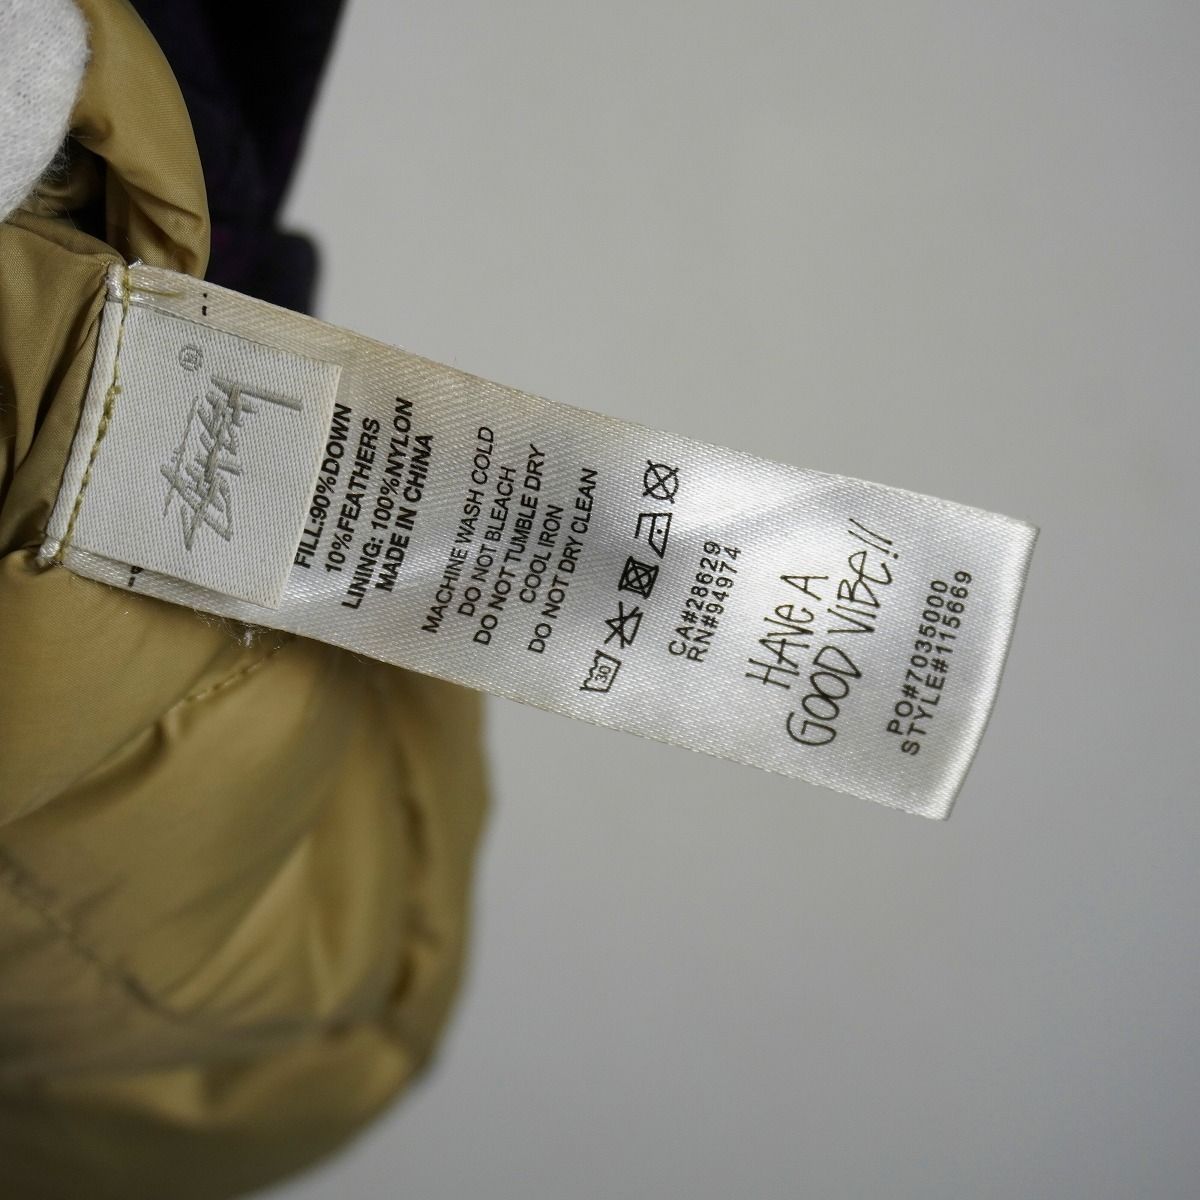 Stüssy
®
FILL:90%DOWN
10%FEATHERS
LINING: 100%NYLON
MADE IN CHINA
MACHINE WASH COLD
DO NOT BLEACH
DO NOT TUMBLE DRY
COOL IRON
DO NOT DRY CLEAN
30
CA#28629
RN#94974
HAVE A
GOOD VIBE!!
PO#7035000
STYLE#115669